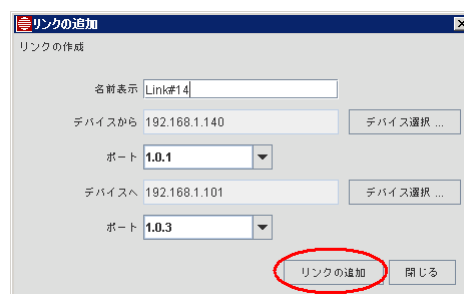 リンクの追加
リンクの作成
名前表示 Link#14
デバイスから 192.168.1.140 デバイス選択 ...
ポート 1.0.1
デバイスへ 192.168.1.101 デバイス選択 ...
ポート 1.0.3
リンクの追加 閉じる